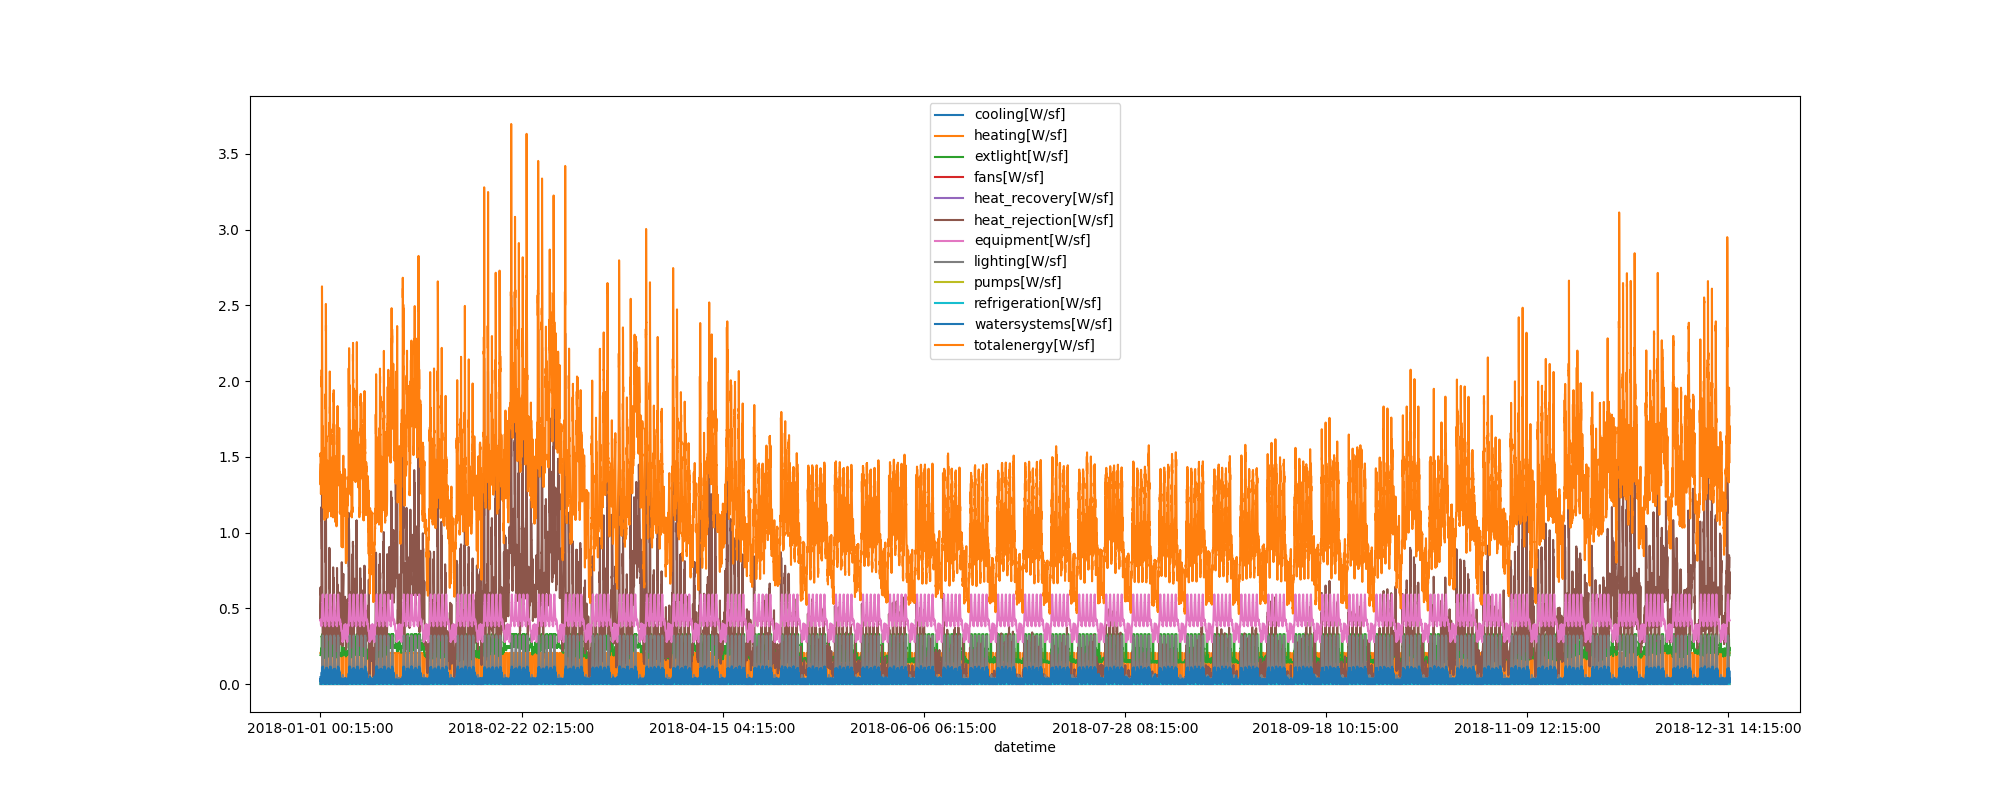 cooling[W/sf]
heating[W/sf]
extlight[W/sf]
fans[W/sf]
heat_recovery[W/sf]
heat_rejection[W/sf]
equipment[W/sf]
lighting[W/sf]
pumps[W/sf]
refrigeration[W/sf]
watersystems[W/sf]
totalenergy[W/sf]
3.5
3.0
2.5
2.0
1.5
1.0
0.5
0.0
2018-01-01 00:15:00 2018-02-22 02:15:00 2018-04-15 04:15:00 2018-06-06 06:15:00 2018-07-28 08:15:00 2018-09-18 10:15:00 2018-11-09 12:15:00 2018-12-31 14:15:00
datetime